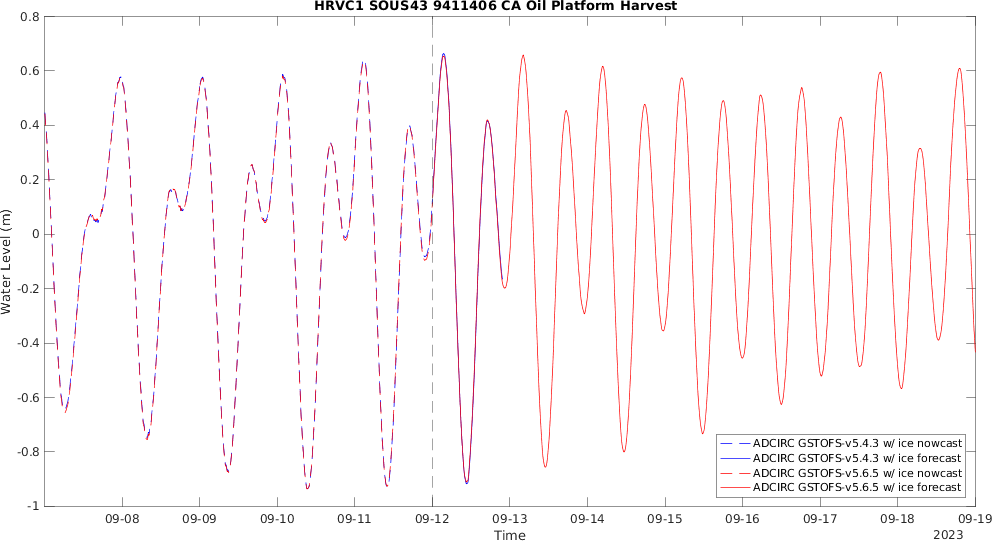 HRVC1 SOUS43 9411406 CA Oil Platform Harvest
0.8
0.6
0.4
0.2
0
-0.2
-0.4
-0.6
-0.8
-1
Water Level (m)
ADCIRC GSTOFS-v5.4.3 w/ ice nowcast
ADCIRC GSTOFS-v5.4.3 w/ ice forecast
ADCIRC GSTOFS-v5.6.5 w/ ice nowcast
ADCIRC GSTOFS-v5.6.5 w/ ice forecast
09-08 09-09 09-10 09-11 09-12 09-13 09-14 09-15 09-16 09-17 09-18 09-19
Time
2023